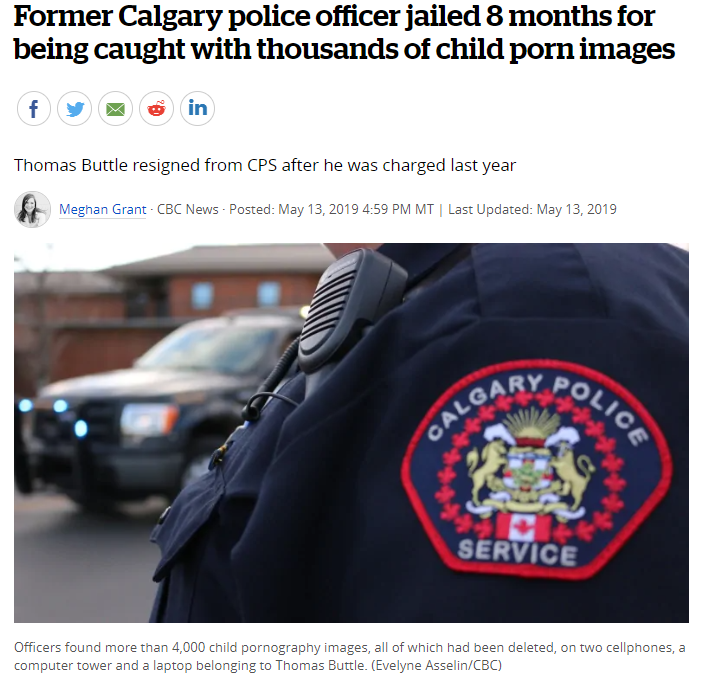 Former Calgary police officer jailed 8 months for
being caught with thousands of child porn images
Thomas Buttle resigned from CPS after he was charged last year
Meghan Grant · CBC News · Posted: May 13, 2019 4:59 PM MT | Last Updated: May 13, 2019
CALGARY POLICE
SERVICE
Officers found more than 4,000 child pornography images, all of which had been deleted, on two cellphones, a
computer tower and a laptop belonging to Thomas Buttle. (Evelyne Asselin/CBC)